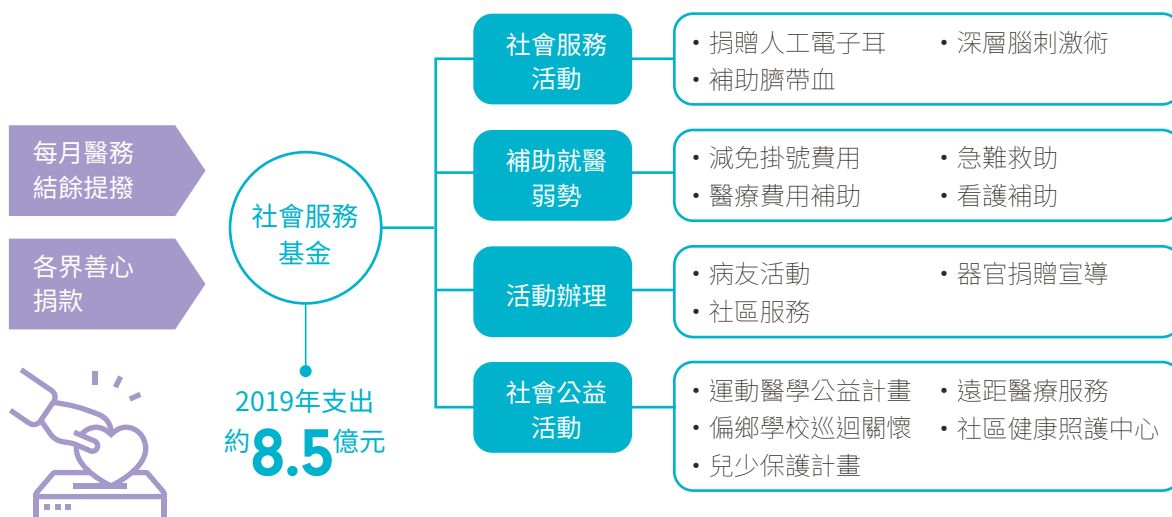 每月醫務
結餘提撥
各界善心
捐款
社會服務
基金
2019年支出
約8.5億元
社會服務
活動
・捐贈人工電子耳 ・深層腦刺激術
・補助臍帶血
補助就醫
弱勢
・減免掛號費用 ・急難救助
・醫療費用補助 ・看護補助
活動辦理
・病友活動 ・器官捐贈宣導
・社區服務
社會公益
活動
・運動醫學公益計畫 ・遠距醫療服務
・偏鄉學校巡迴關懷 ・社區健康照護中心
・兒少保護計畫